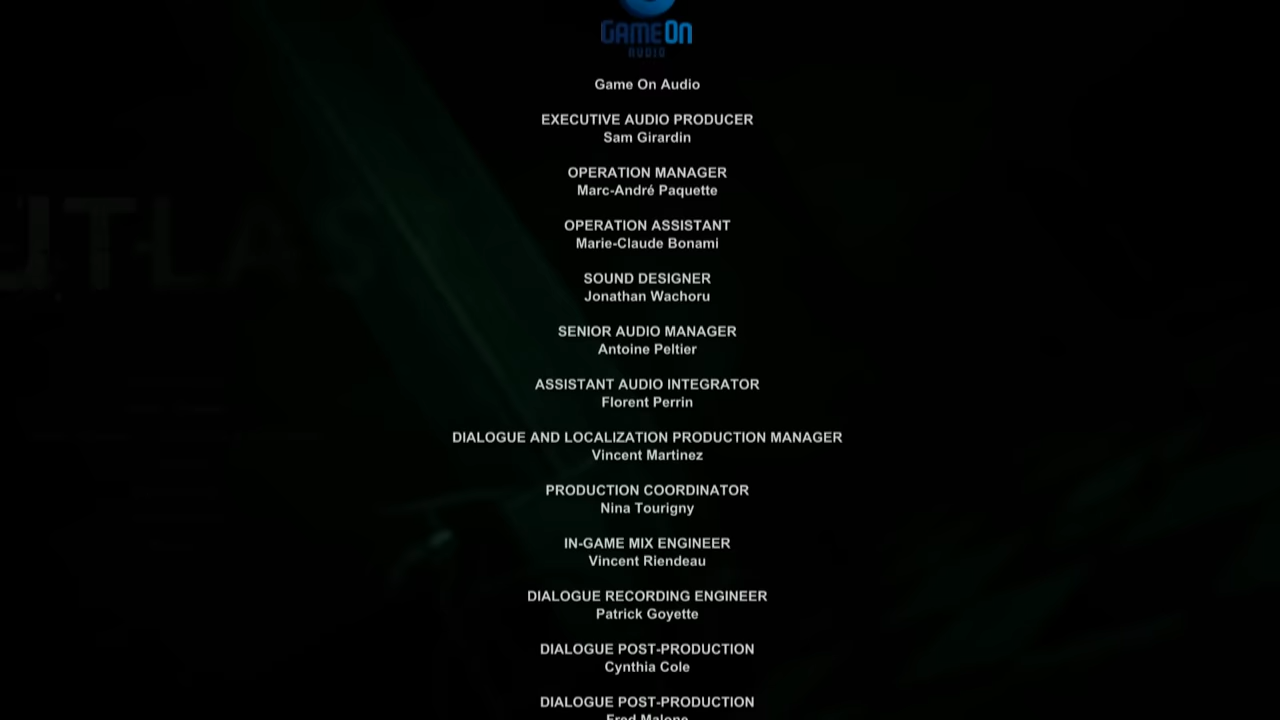 GAMEON
AUDIO
Game On Audio
EXECUTIVE AUDIO PRODUCER
Sam Girardin
OPERATION MANAGER
Marc-André Paquette
OPERATION ASSISTANT
Marie-Claude Bonami
SOUND DESIGNER
Jonathan Wachoru
SENIOR AUDIO MANAGER
Antoine Peltier
ASSISTANT AUDIO INTEGRATOR
Florent Perrin
DIALOGUE AND LOCALIZATION PRODUCTION MANAGER
Vincent Martinez
PRODUCTION COORDINATOR
Nina Tourigny
IN-GAME MIX ENGINEER
Vincent Riendeau
DIALOGUE RECORDING ENGINEER
Patrick Goyette
DIALOGUE POST-PRODUCTION
Cynthia Cole
DIALOGUE POST-PRODUCTION
Fred Malone
UTLAS